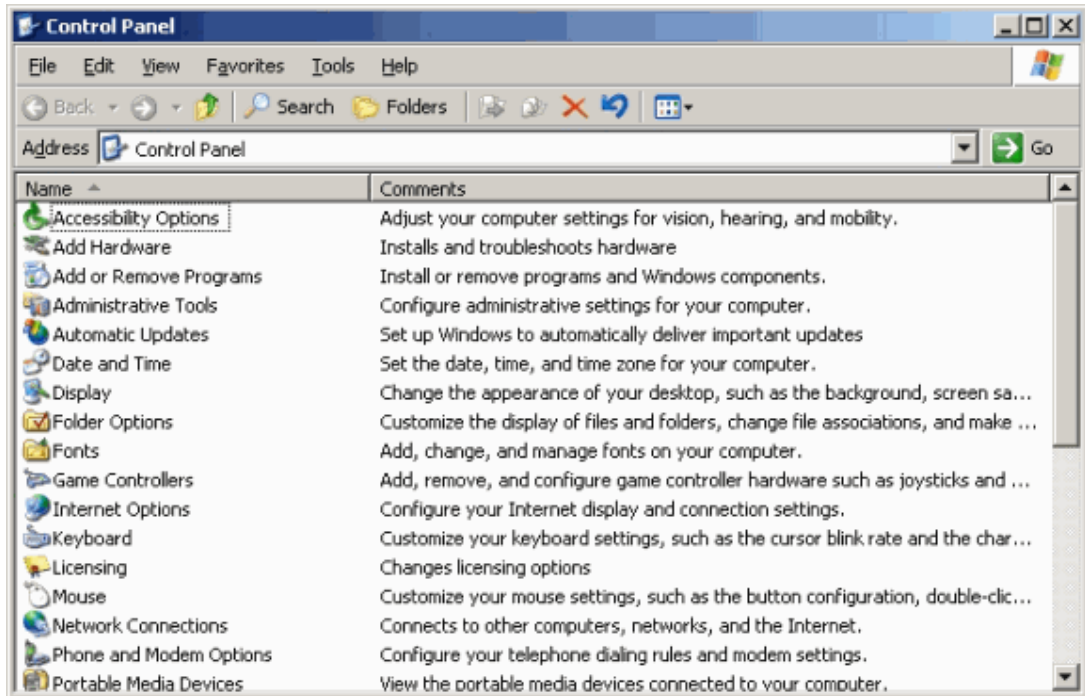 Control Panel
File Edit View Favorites Tools Help
Back Search Folders
Address Control Panel Go
Name Comments
Accessibility Options Adjust your computer settings for vision, hearing, and mobility.
Add Hardware Installs and troubleshoots hardware
Add or Remove Programs Install or remove programs and Windows components.
Administrative Tools Configure administrative settings for your computer.
Automatic Updates Set up Windows to automatically deliver important updates
Date and Time Set the date, time, and time zone for your computer.
Display Change the appearance of your desktop, such as the background, screen sa...
Folder Options Customize the display of files and folders, change file associations, and make ...
Fonts Add, change, and manage fonts on your computer.
Game Controllers Add, remove, and configure game controller hardware such as joysticks and ...
Internet Options Configure your Internet display and connection settings.
Keyboard Customize your keyboard settings, such as the cursor blink rate and the char...
Licensing Changes licensing options
Mouse Customize your mouse settings, such as the button configuration, double-clic...
Network Connections Connects to other computers, networks, and the Internet.
Phone and Modem Options Configure your telephone dialing rules and modem settings.
Portable Media Devices View the portable media devices connected to your computer.